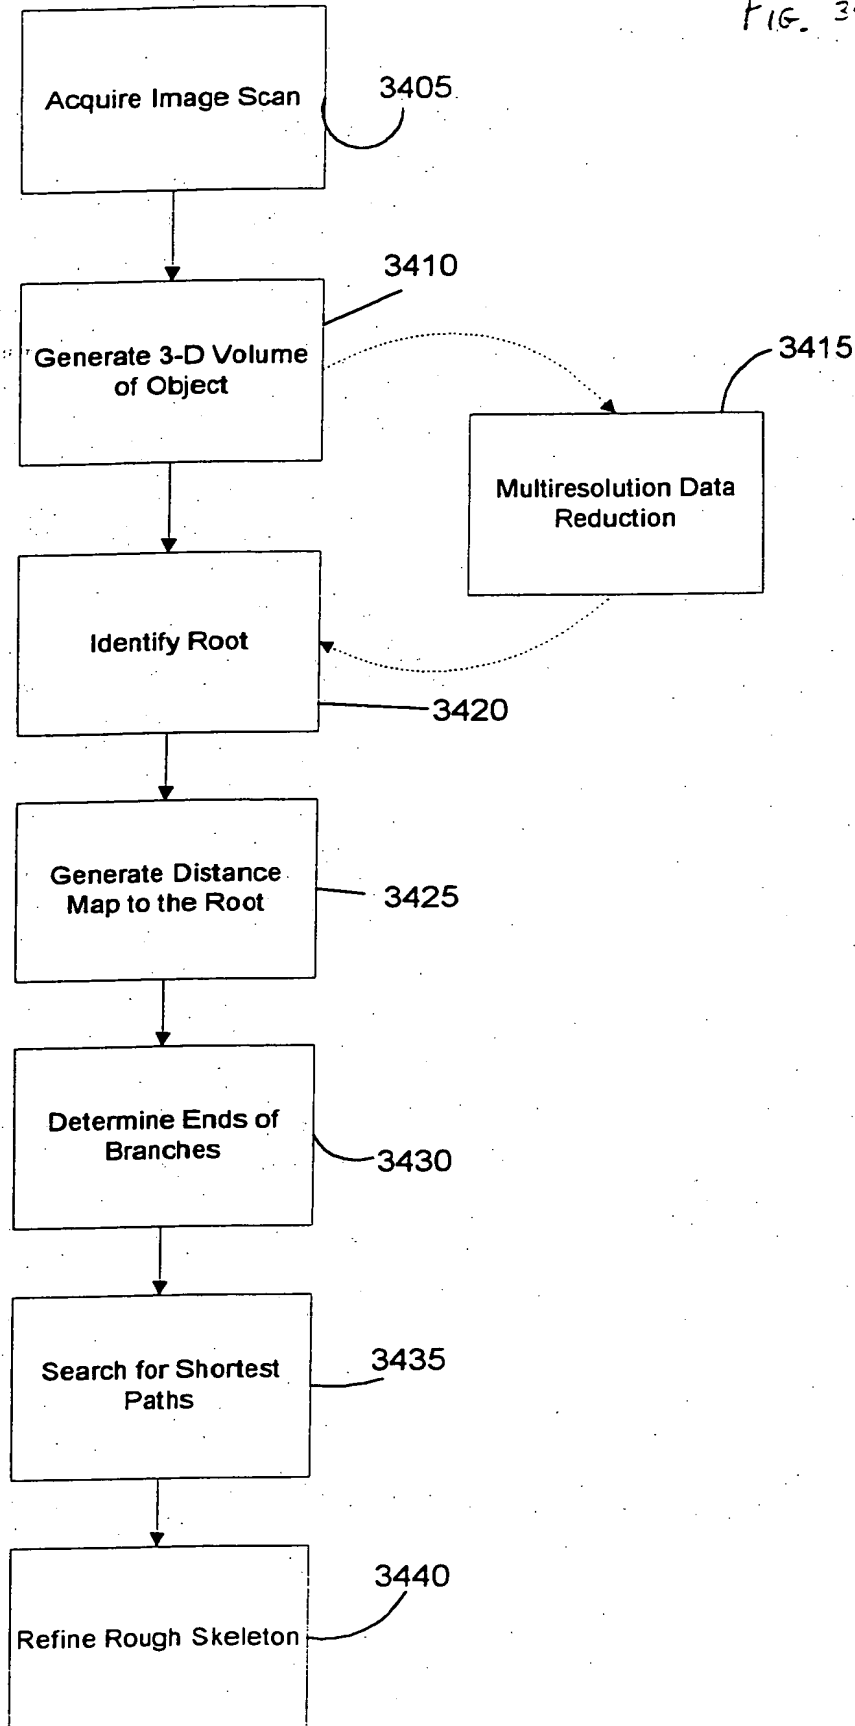 FIG. 3
Acquire Image Scan
3405
3410
Generate 3-D Volume
of Object
3415
Multiresolution Data
Reduction
Identify Root
3420
Generate Distance
Map to the Root
3425
Determine Ends of
Branches
3430
Search for Shortest
Paths
3435
3440
Refine Rough Skeleton